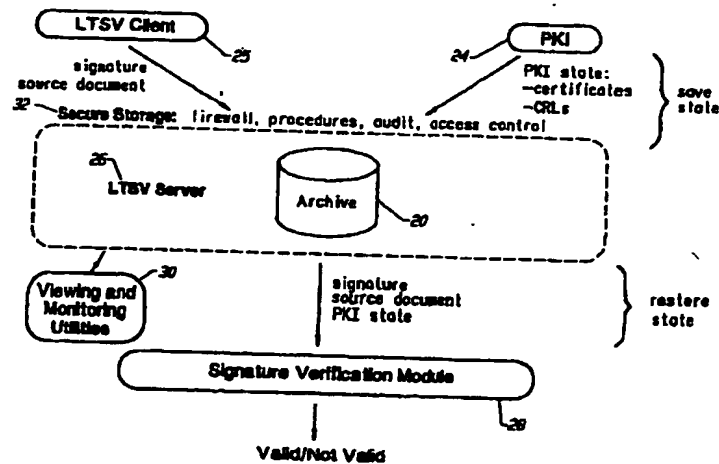 LTSV Client
25
24
PKI
signature
source document
PKI state:
-certificates
-CRLs
save
state
32
Secure Storage: firewall, procedures, audit, access control
26
LTSV Server
Archive
20
30
Viewing and
Monitoring
Utilities
signature
source document
PKI state
restore
state
Signature Verification Module
28
Valid/Not Valid